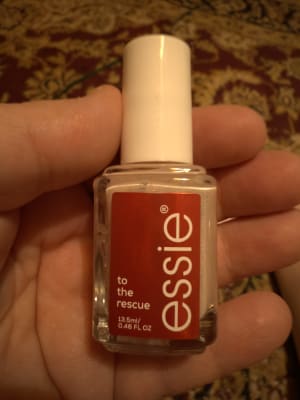 essie®
to
the
rescue
13.5ml/
0.46 FL OZ